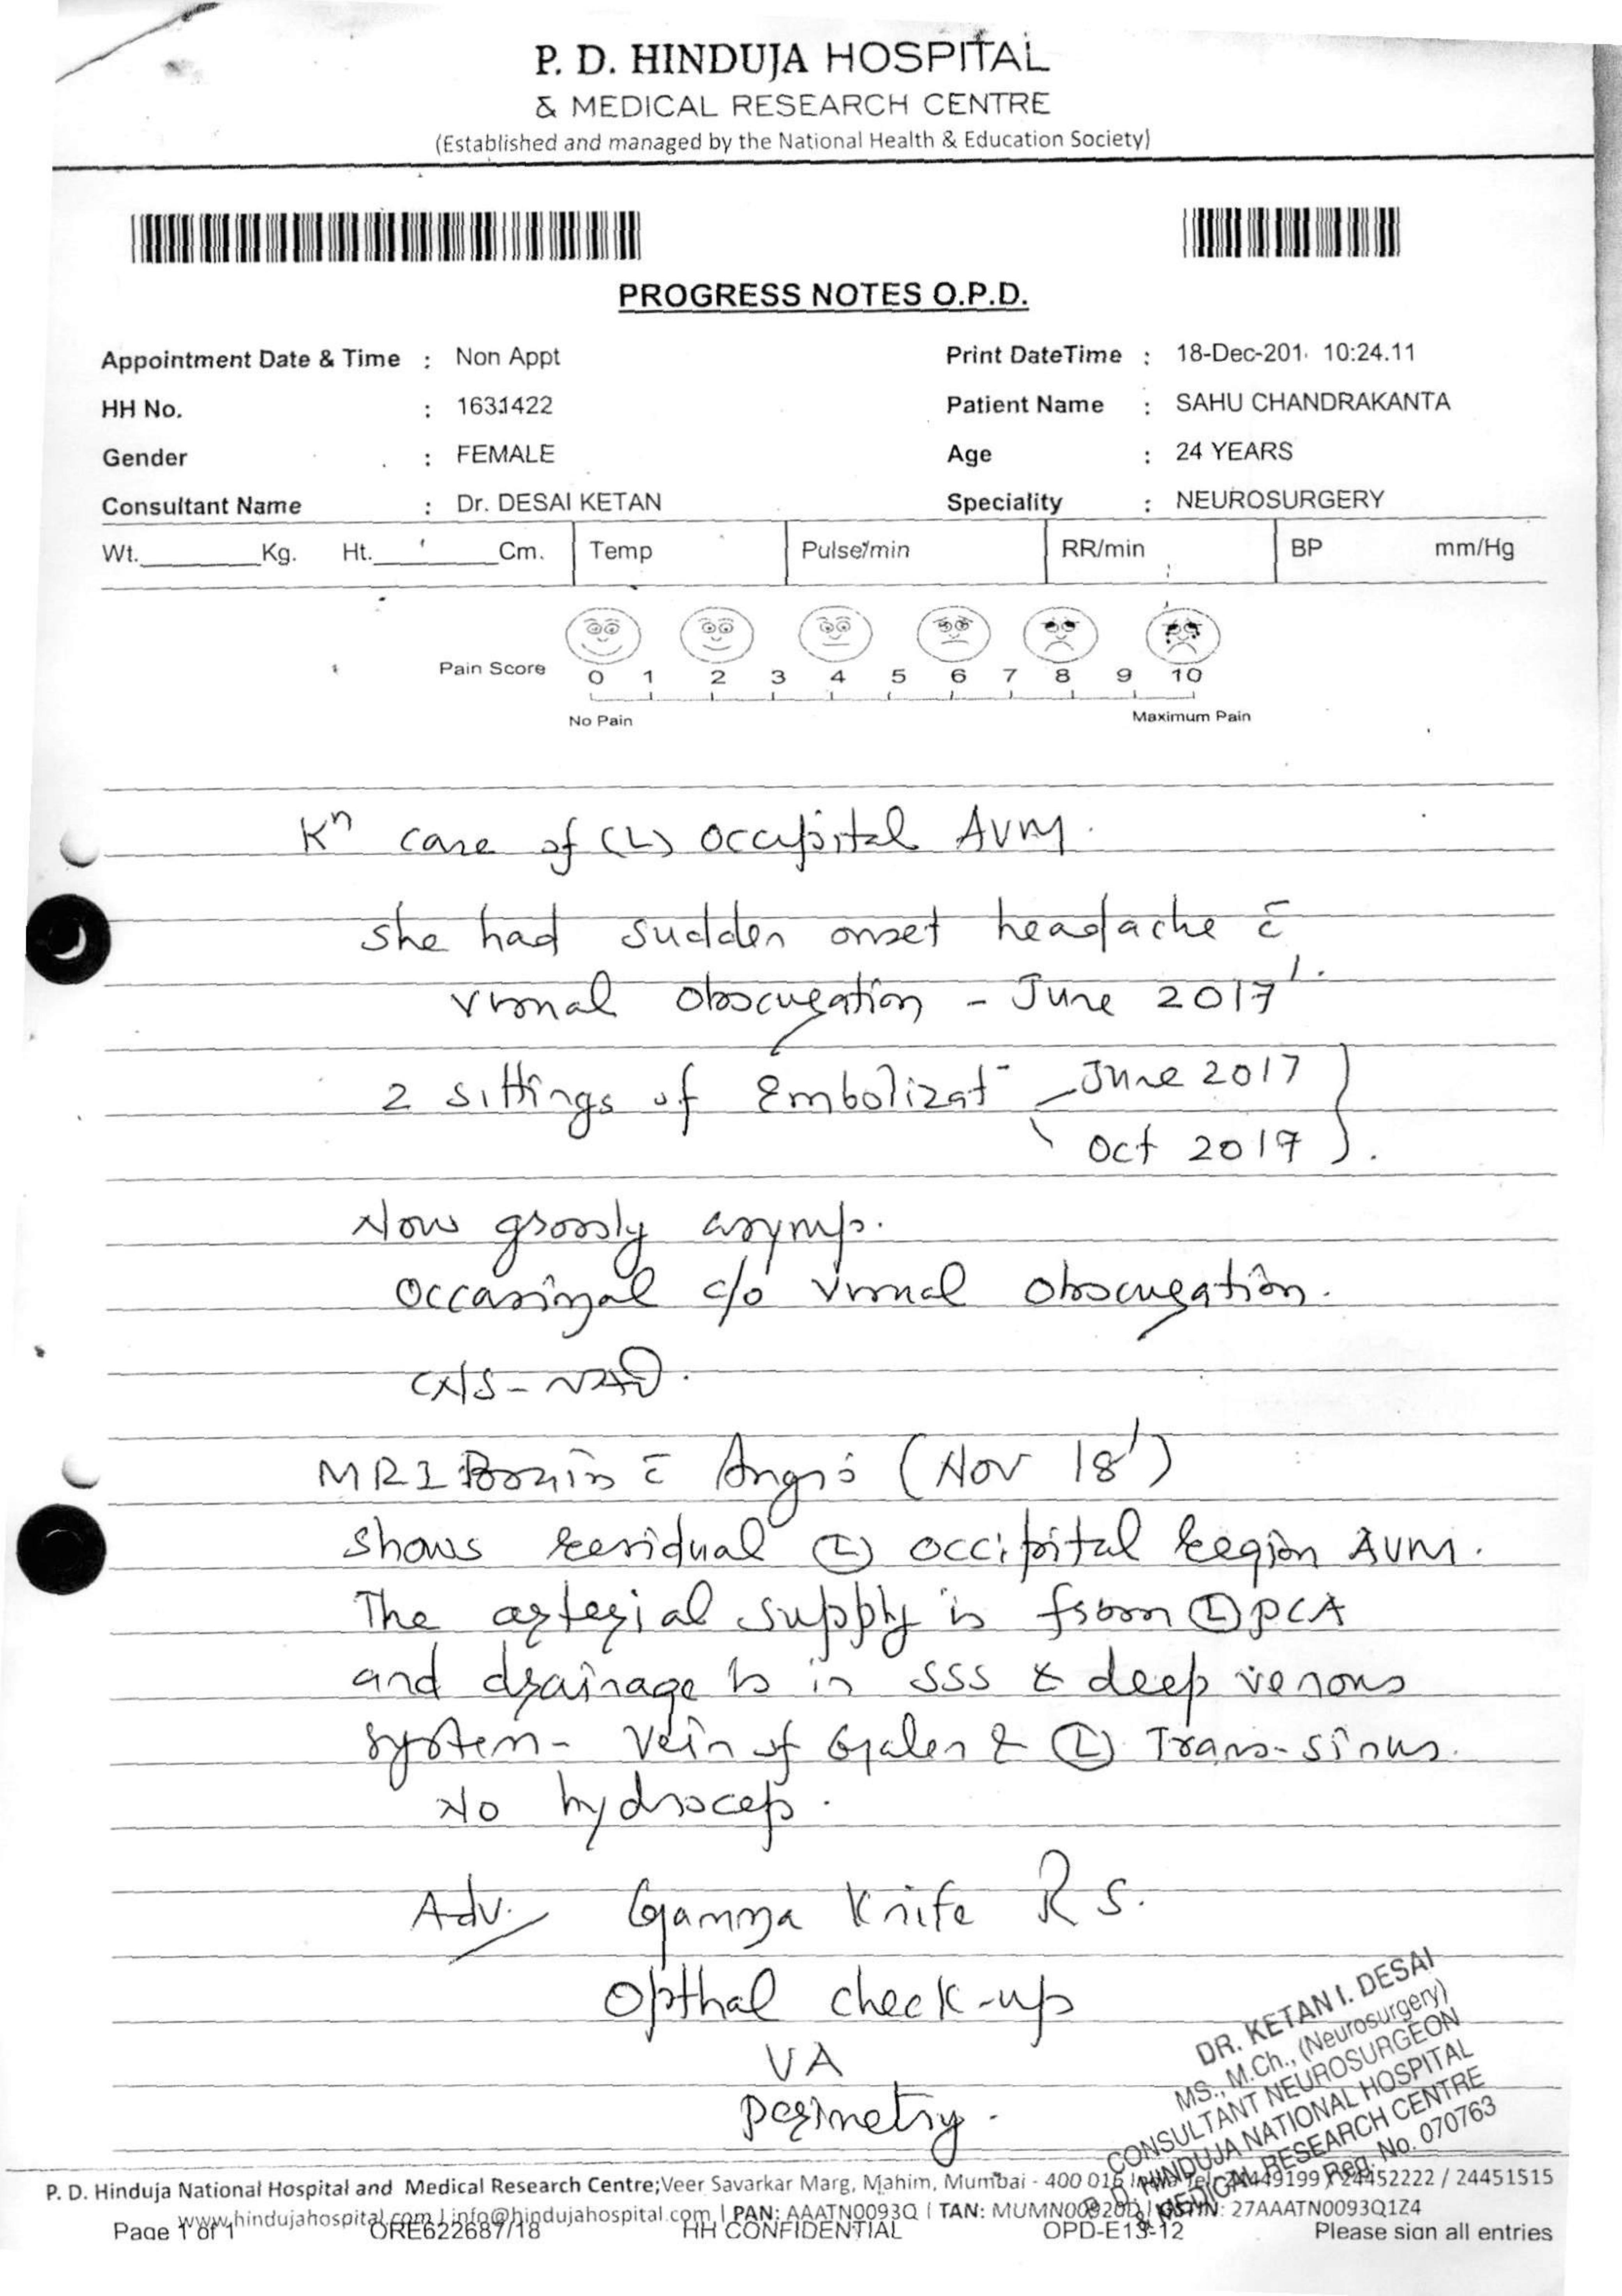 P. D. HINDUJA HOSPITAL
& MEDICAL RESEARCH CENTRE
(Established and managed by the National Health & Education Society)
PROGRESS NOTES O.P.D.
Appointment Date & Time : Non Appt Print DateTime : 18-Dec-201 10:24.11
HH No. : 1631422 Patient Name : SAHU CHANDRAKANTA
Gender : FEMALE Age : 24 YEARS
Consultant Name : Dr. DESAI KETAN Speciality : NEUROSURGERY
Wt. Kg. Ht. Cm. Temp Pulse/min RR/min BP mm/Hg
Pain Score 0 1 2 3 4 5 6 7 8 9 10
No Pain Maximum Pain
Kn case of (L) occipital AVM.
She had sudden onset headache c̄
visual obscuration - June 2017'.
2 sittings of Embolizat- June 2017
Oct 2017
Now grossly asymp.
Occasional c/o visual obscuration.
CNS - NAD.
MRI Brain c̄ Angio (Nov 18')
shows residual (L) occipital region AVM.
The arterial supply is from (L) PCA
and drainage is in SSS & deep venous
system - vein of Galen & (L) Trans-sinus.
No hydrocep.
Adv. Gamma Knife R S.
Opthal check-up
VA
perimetry.
DR. KETAN I. DESAI
MS., M.Ch., (Neurosurgery)
CONSULTANT NEUROSURGEON
P. D. HINDUJA NATIONAL HOSPITAL
& MEDICAL RESEARCH CENTRE
Reg. No. 070763
P. D. Hinduja National Hospital and Medical Research Centre;Veer Savarkar Marg, Mahim, Mumbai - 400 016 24449199 / 24452222 / 24451515
www.hindujahospital.com | info@hindujahospital.com | PAN: AAATN0093Q | TAN: : 27AAATN0093Q1Z4
Page 1 of 1 ORE622687/18 HH CONFIDENTIAL OPD-E13-12 Please sign all entries